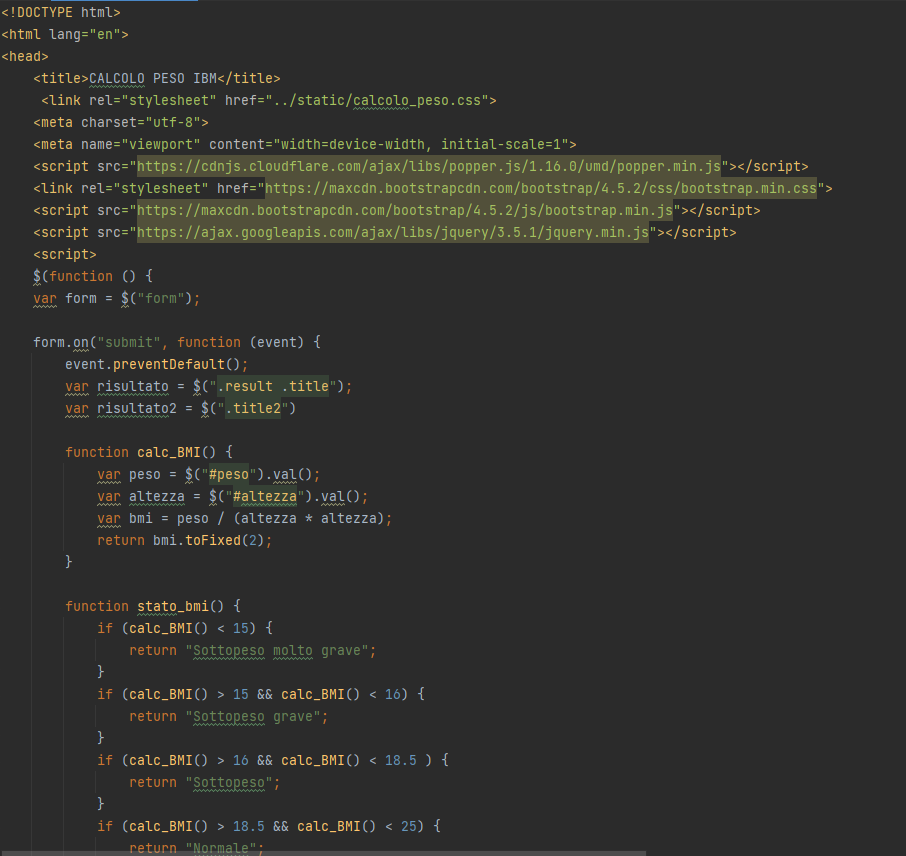 <!DOCTYPE html>
<html lang="en">
<head>
    <title>CALCOLO PESO IBM</title>
     <link rel="stylesheet" href="../static/calcolo_peso.css">
    <meta charset="utf-8">
    <meta name="viewport" content="width=device-width, initial-scale=1">
    <script src="https://cdnjs.cloudflare.com/ajax/libs/popper.js/1.16.0/umd/popper.min.js"></script>
    <link rel="stylesheet" href="https://maxcdn.bootstrapcdn.com/bootstrap/4.5.2/css/bootstrap.min.css">
    <script src="https://maxcdn.bootstrapcdn.com/bootstrap/4.5.2/js/bootstrap.min.js"></script>
    <script src="https://ajax.googleapis.com/ajax/libs/jquery/3.5.1/jquery.min.js"></script>
    <script>
    $(function () {
    var form = $("form");

    form.on("submit", function (event) {
        event.preventDefault();
        var risultato = $(".result .title");
        var risultato2 = $(".title2")

        function calc_BMI() {
            var peso = $("#peso").val();
            var altezza = $("#altezza").val();
            var bmi = peso / (altezza * altezza);
            return bmi.toFixed(2);
        }

        function stato_bmi() {
            if (calc_BMI() < 15) {
                return "Sottopeso molto grave";
            }
            if (calc_BMI() > 15 && calc_BMI() < 16) {
                return "Sottopeso grave";
            }
            if (calc_BMI() > 16 && calc_BMI() < 18.5 ) {
                return "Sottopeso";
            }
            if (calc_BMI() > 18.5 && calc_BMI() < 25) {
                return "Normale";